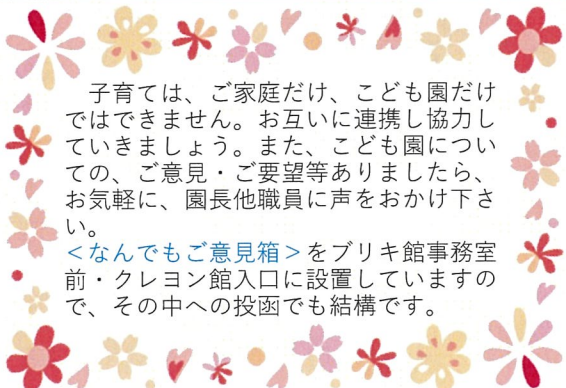 子育ては、ご家庭だけ、こども園だけ
ではできません。お互いに連携し協力し
ていきましょう。また、こども園につい
ての、ご意見・ご要望等ありましたら、
お気軽に、園長他職員に声をおかけ下さ
い。
＜なんでもご意見箱＞をブリキ館事務室
前・クレヨン館入口に設置していますの
で、その中への投函でも結構です。